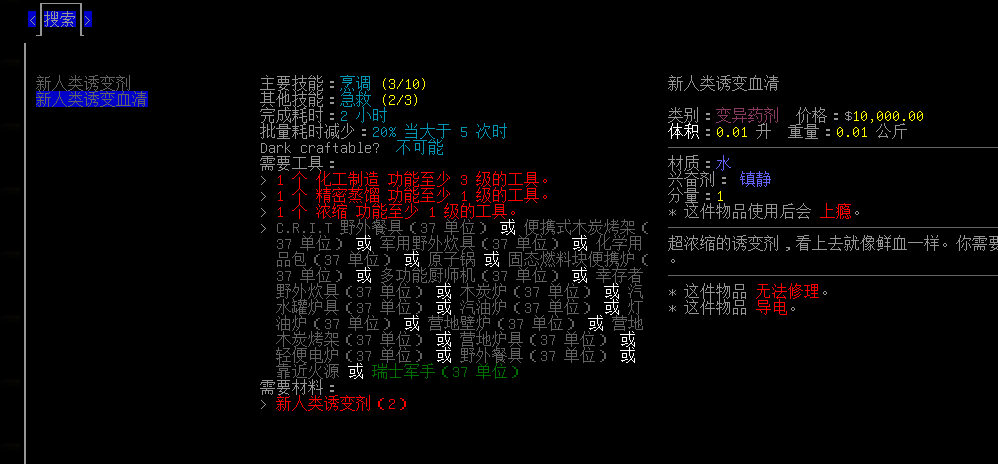 < 搜索 >
新人类诱变剂
新人类诱变血清
主要技能：烹调 (3/10)
其他技能：急救 (2/3)
完成耗时：2 小时
批量耗时减少：20% 当大于 5 次时
Dark craftable? 不可能
需要工具：
> 1 个 化工制造 功能至少 3 级的工具。
> 1 个 精密蒸馏 功能至少 1 级的工具。
> 1 个 浓缩 功能至少 1 级的工具。
> C.R.I.T 野外餐具（37 单位） 或 便携式木炭烤架（
37 单位） 或 军用野外炊具（37 单位） 或 化学用
品包（37 单位） 或 原子锅 或 固态燃料块便携炉（
37 单位） 或 多功能厨师机（37 单位） 或 幸存者
野外炊具（37 单位） 或 木炭炉（37 单位） 或 汽
水罐炉具（37 单位） 或 汽油炉（37 单位） 或 灯
油炉（37 单位） 或 营地壁炉（37 单位） 或 营地
木炭烤架（37 单位） 或 营地炉具（37 单位） 或
轻便电炉（37 单位） 或 野外餐具（37 单位） 或
靠近火源 或 瑞士军手（37 单位）
需要材料：
> 新人类诱变剂（2）
新人类诱变血清
类别：变异药剂 价格：$10,000.00
体积：0.01 升 重量：0.01 公斤
材质：水
兴奋剂： 镇静
分量：1
* 这件物品使用后会 上瘾。
超浓缩的诱变剂，看上去就像鲜血一样。你需要
。
* 这件物品 无法修理。
* 这件物品 导电。